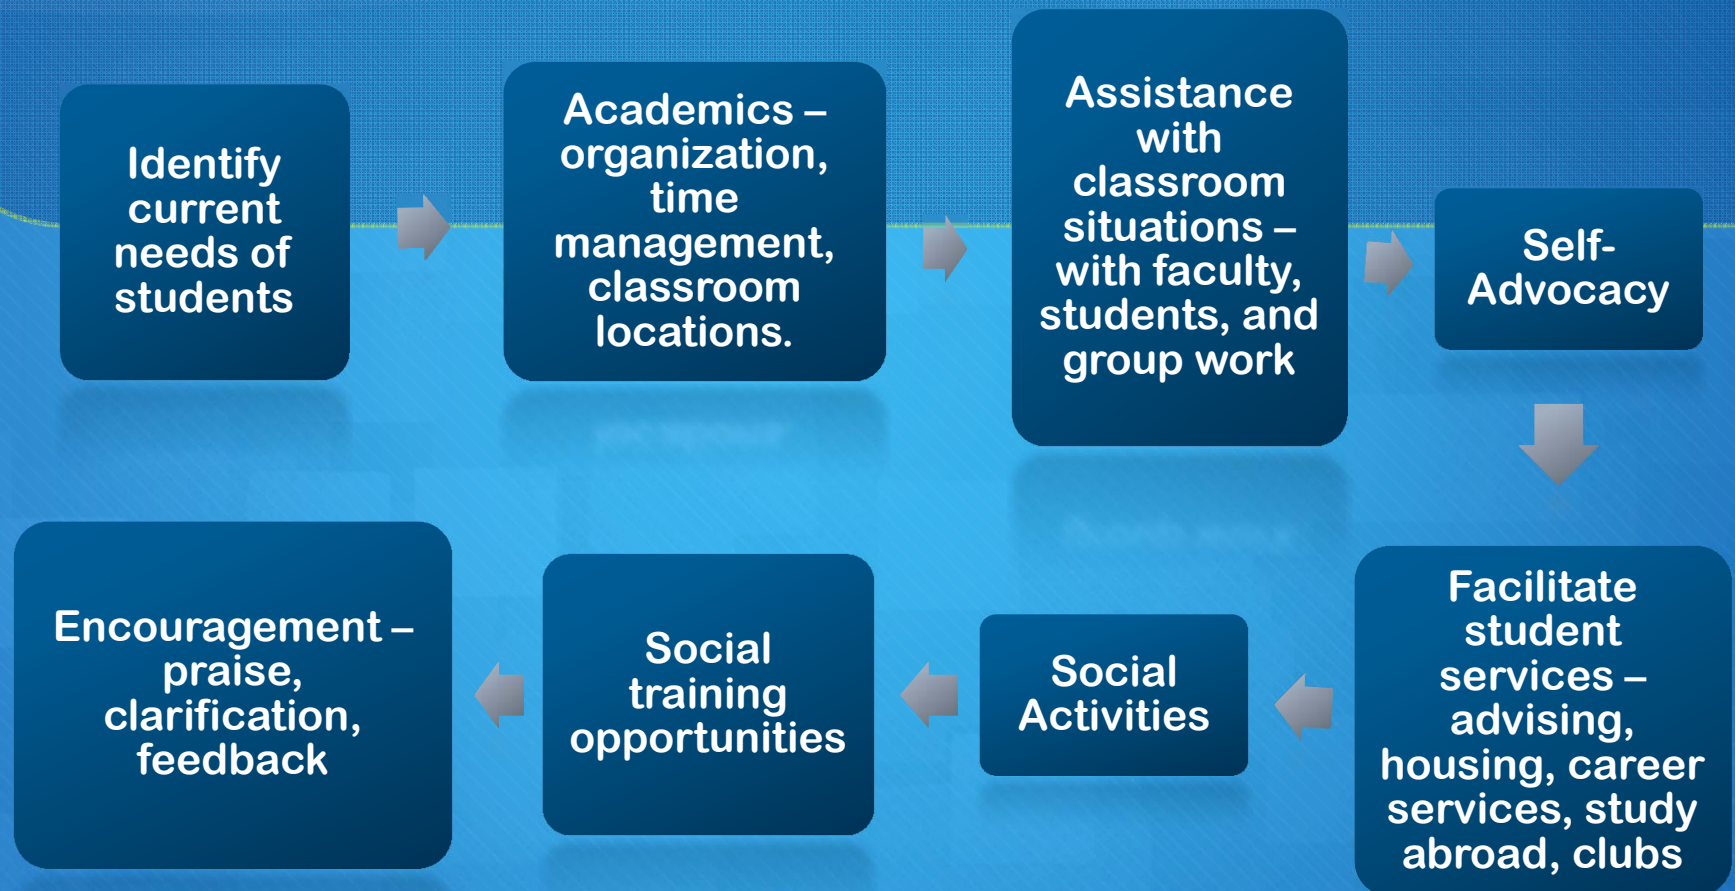 Identify
current
needs of
students
Academics –
organization,
time
management,
classroom
locations.
Assistance
with
classroom
situations –
with faculty,
students, and
group work
Self-
Advocacy
Facilitate
student
services –
advising,
housing, career
services, study
abroad, clubs
Social
Activities
Social
training
opportunities
Encouragement –
praise,
clarification,
feedback